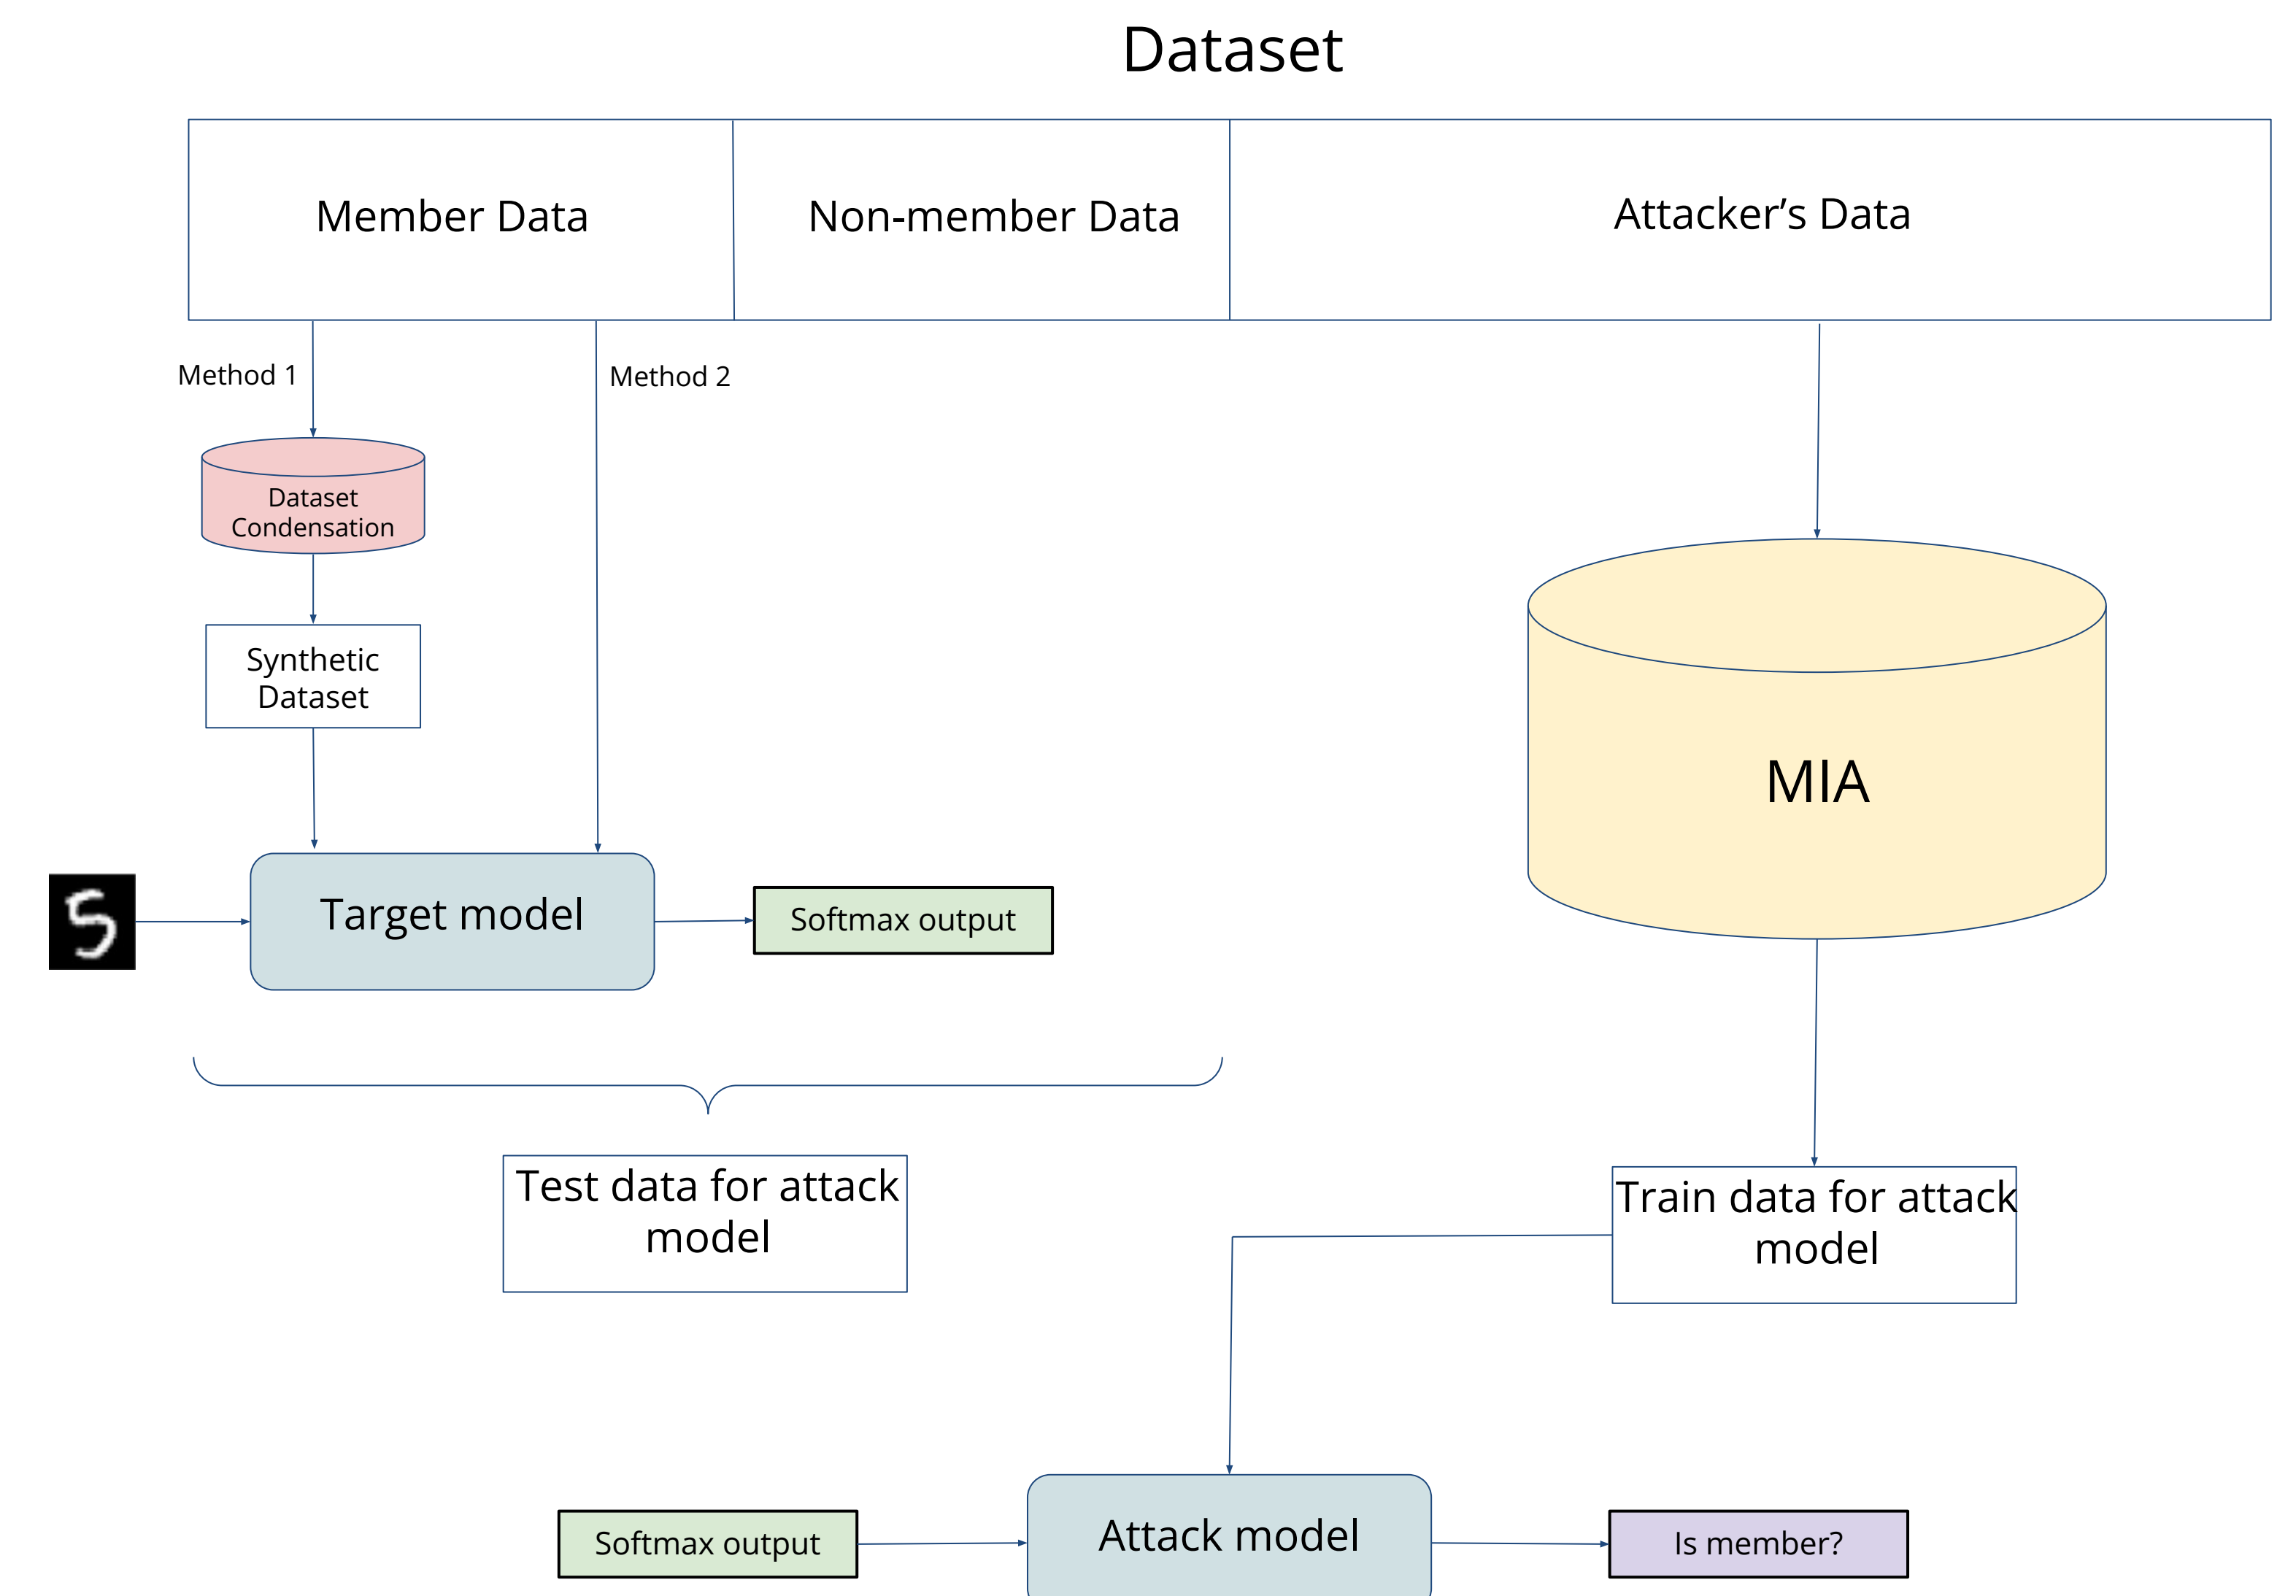 Dataset
Member Data
Non-member Data
Attacker’s Data
Method 1
Method 2
Dataset
Condensation
Synthetic
Dataset
MIA
5
Target model
Softmax output
Test data for attack
model
Train data for attack
model
Softmax output
Attack model
Is member?